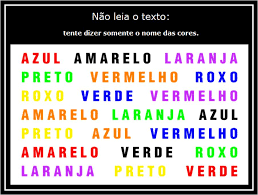 Não leia o texto:
tente dizer somente o nome das cores.
AZUL AMARELO LARANJA
PRETO VERMELHO ROXO
ROXO VERDE VERMELHO
AMARELO LARANJA AZUL
PRETO AZUL VERMELHO
AMARELO VERDE ROXO
LARANJA PRETO VERDE